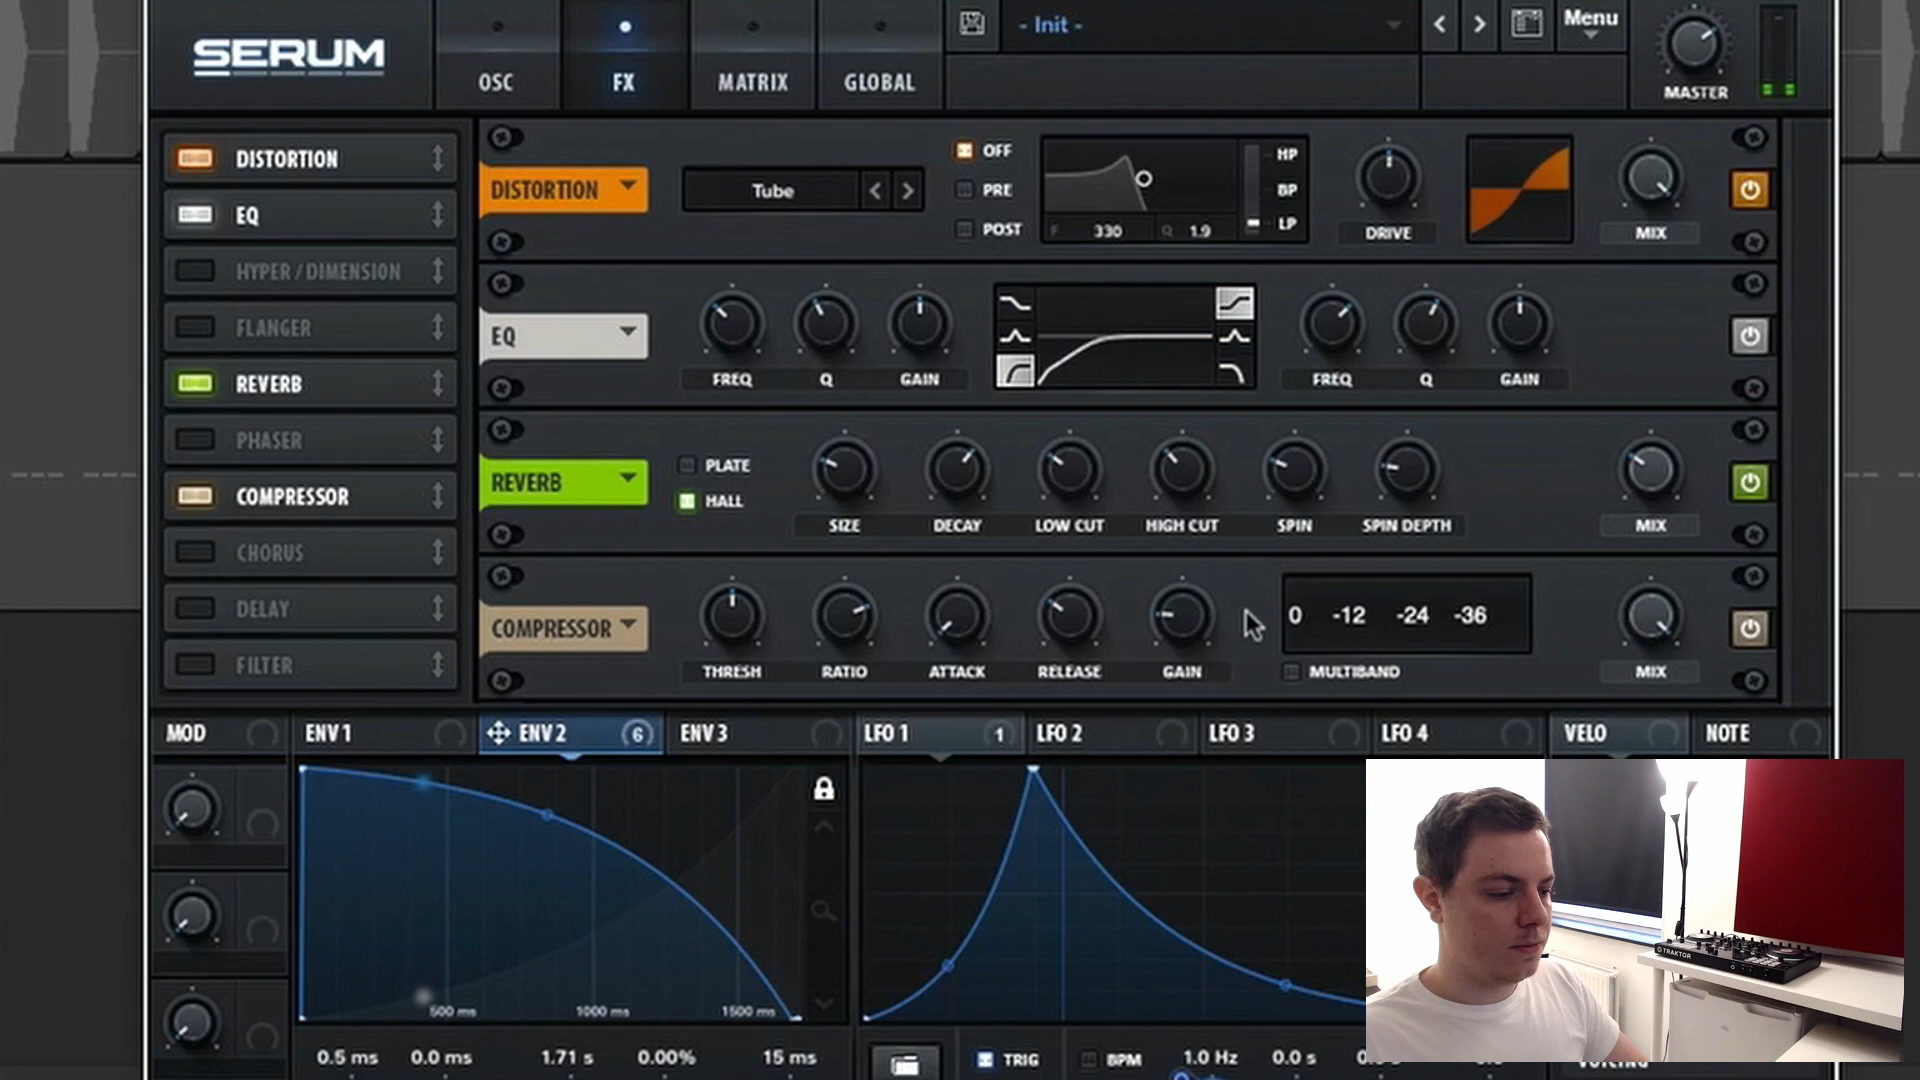 SERUM
OSC
FX
MATRIX
GLOBAL
- Init -
Menu
MASTER
DISTORTION
EQ
HYPER / DIMENSION
FLANGER
REVERB
PHASER
COMPRESSOR
CHORUS
DELAY
FILTER
DISTORTION
Tube
OFF
PRE
POST
F 330 Q 1.9
HP
BP
LP
DRIVE
MIX
EQ
FREQ Q GAIN
FREQ Q GAIN
REVERB
PLATE
HALL
SIZE DECAY LOW CUT HIGH CUT SPIN SPIN DEPTH
MIX
COMPRESSOR
THRESH RATIO ATTACK RELEASE GAIN
0 -12 -24 -36
MULTIBAND
MIX
MOD ENV 1 ENV 2 6 ENV 3 LFO 1 1 LFO 2 LFO 3 LFO 4 VELO NOTE
500 ms 1000 ms 1500 ms
0.5 ms 0.0 ms 1.71 s 0.00% 15 ms
TRIG BPM 1.0 Hz 0.0 s
TRAKTOR